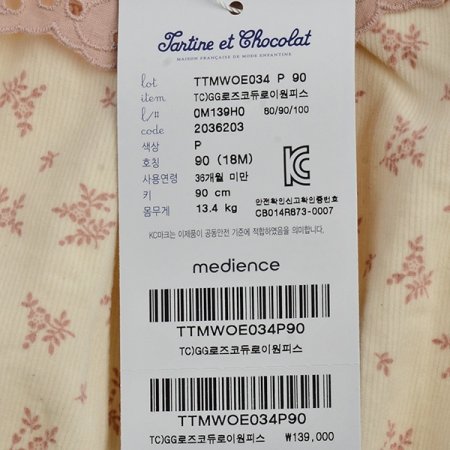 Tartine et Chocolat
MAISON FRANÇAISE DE MODE ENFANTINE
lot TTMWOE034 P 90
item TC)GG로즈코듀로이원피스
l/# 0M139H0 80/90/100
code 2036203
색상 P
호칭 90 (18M)
사용연령 36개월 미만
키 90 cm
몸무게 13.4 kg
안전확인신고확인증번호
CB014R873-0007
KC마크는 이제품이 공통안전 기준에 적합하였음을 의미합니다.
medience
TTMWOE034P90
TC)GG로즈코듀로이원피스
TTMWOE034P90
TC)GG로즈코듀로이원피스 ₩139,000